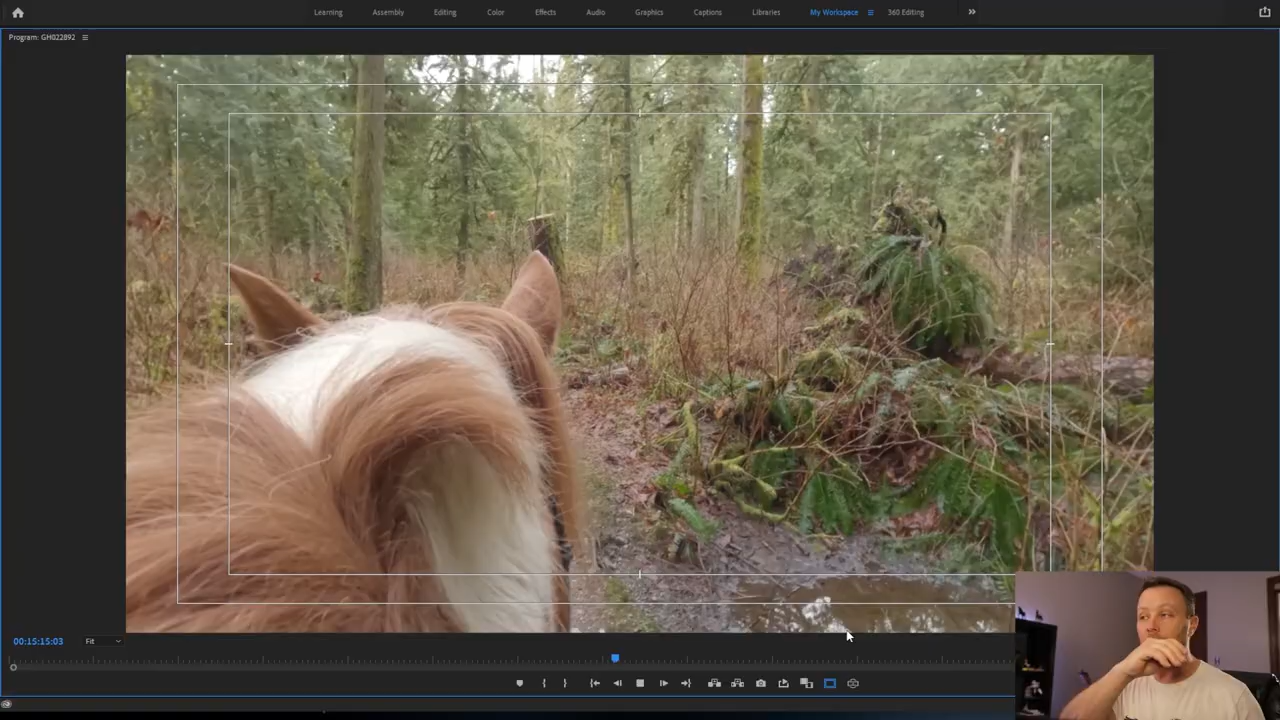 Learning Assembly Editing Color Effects Audio Graphics Captions Libraries My Workspace 360 Editing
Program: GH022892
00:15:15:03 Fit